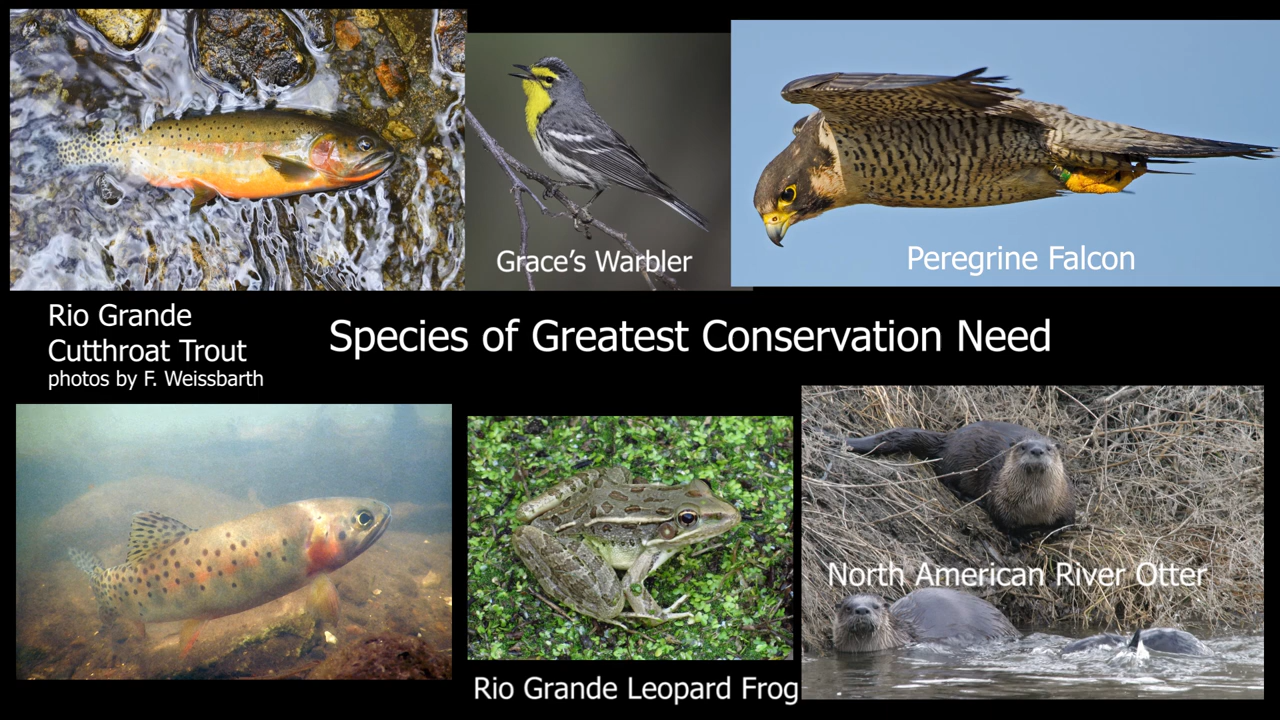 Grace's Warbler
Peregrine Falcon
Rio Grande
Cutthroat Trout
photos by F. Weissbarth
Species of Greatest Conservation Need
North American River Otter
Rio Grande Leopard Frog